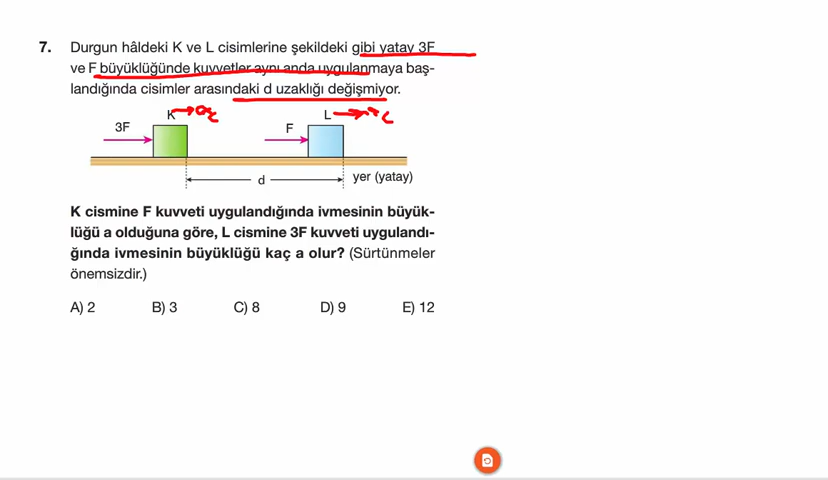 7. Durgun hâldeki K ve L cisimlerine şekildeki gibi yatay 3F
ve F büyüklüğünde kuvvetler aynı anda uygulanmaya baş-
landığında cisimler arasındaki d uzaklığı değişmiyor.
K
L
3F
F
d
yer (yatay)
K cismine F kuvveti uygulandığında ivmesinin büyük-
lüğü a olduğuna göre, L cismine 3F kuvveti uygulandı-
ğında ivmesinin büyüklüğü kaç a olur? (Sürtünmeler
önemsizdir.)
A) 2 B) 3 C) 8 D) 9 E) 12